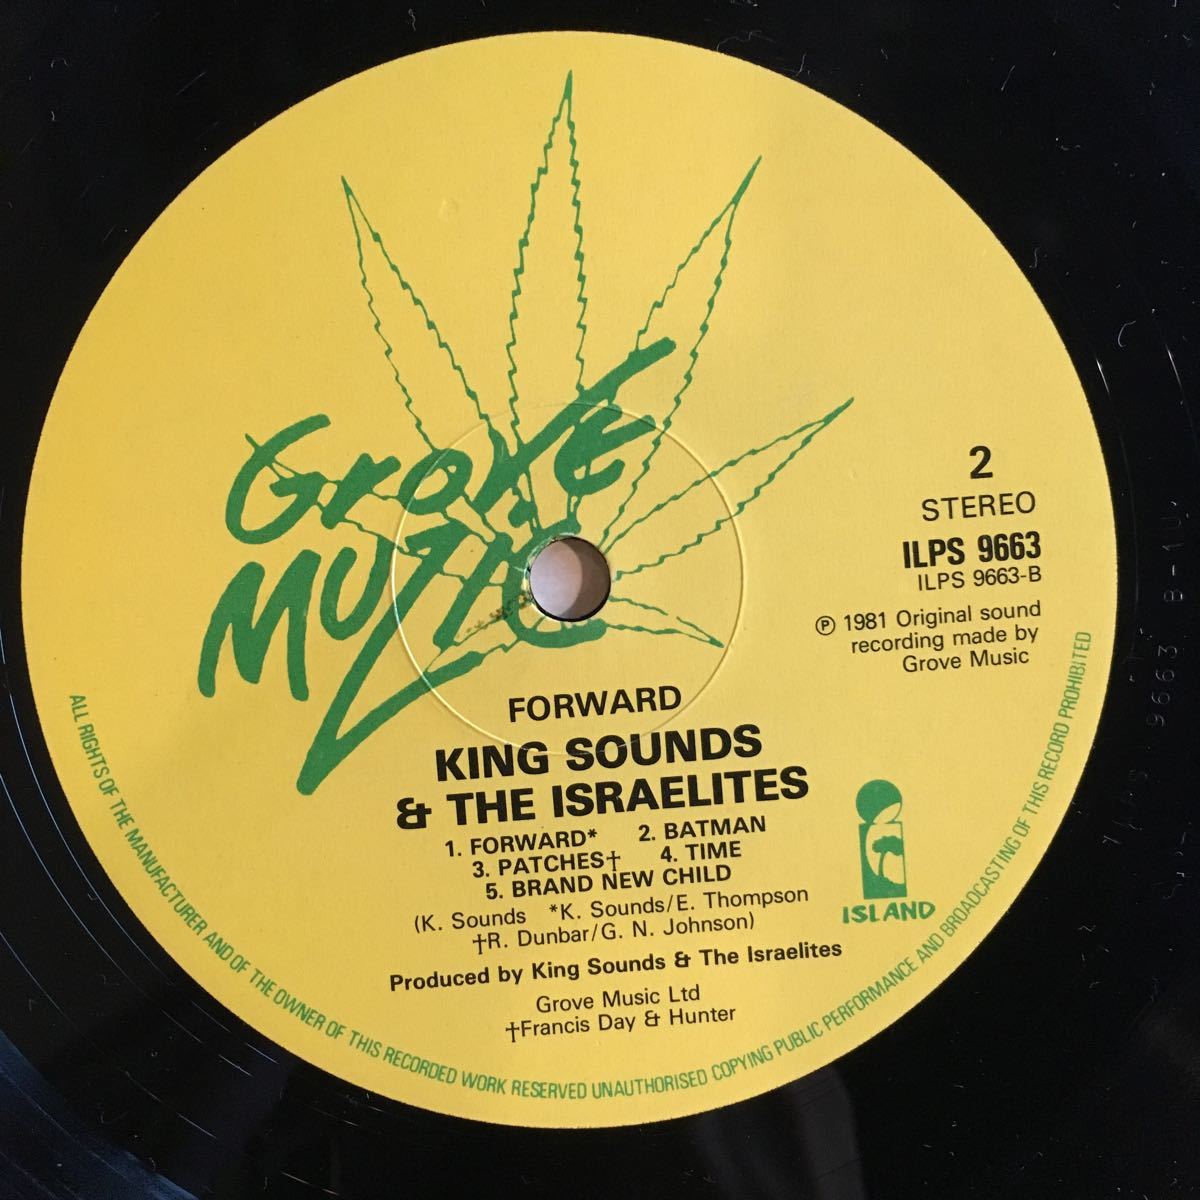 Grove
Muzic
2
STEREO
ILPS 9663
ILPS 9663-B
℗ 1981 Original sound
recording made by
Grove Music
FORWARD
KING SOUNDS
& THE ISRAELITES
1. FORWARD* 2. BATMAN
3. PATCHES† 4. TIME
5. BRAND NEW CHILD
(K. Sounds *K. Sounds/E. Thompson
†R. Dunbar/G. N. Johnson)
Produced by King Sounds & The Israelites
Grove Music Ltd
†Francis Day & Hunter
ISLAND
ALL RIGHTS OF THE MANUFACTURER AND OF THE OWNER OF THIS RECORDED WORK RESERVED UNAUTHORISED COPYING PUBLIC PERFORMANCE AND BROADCASTING OF THIS RECORD PROHIBITED
9663 B-1U